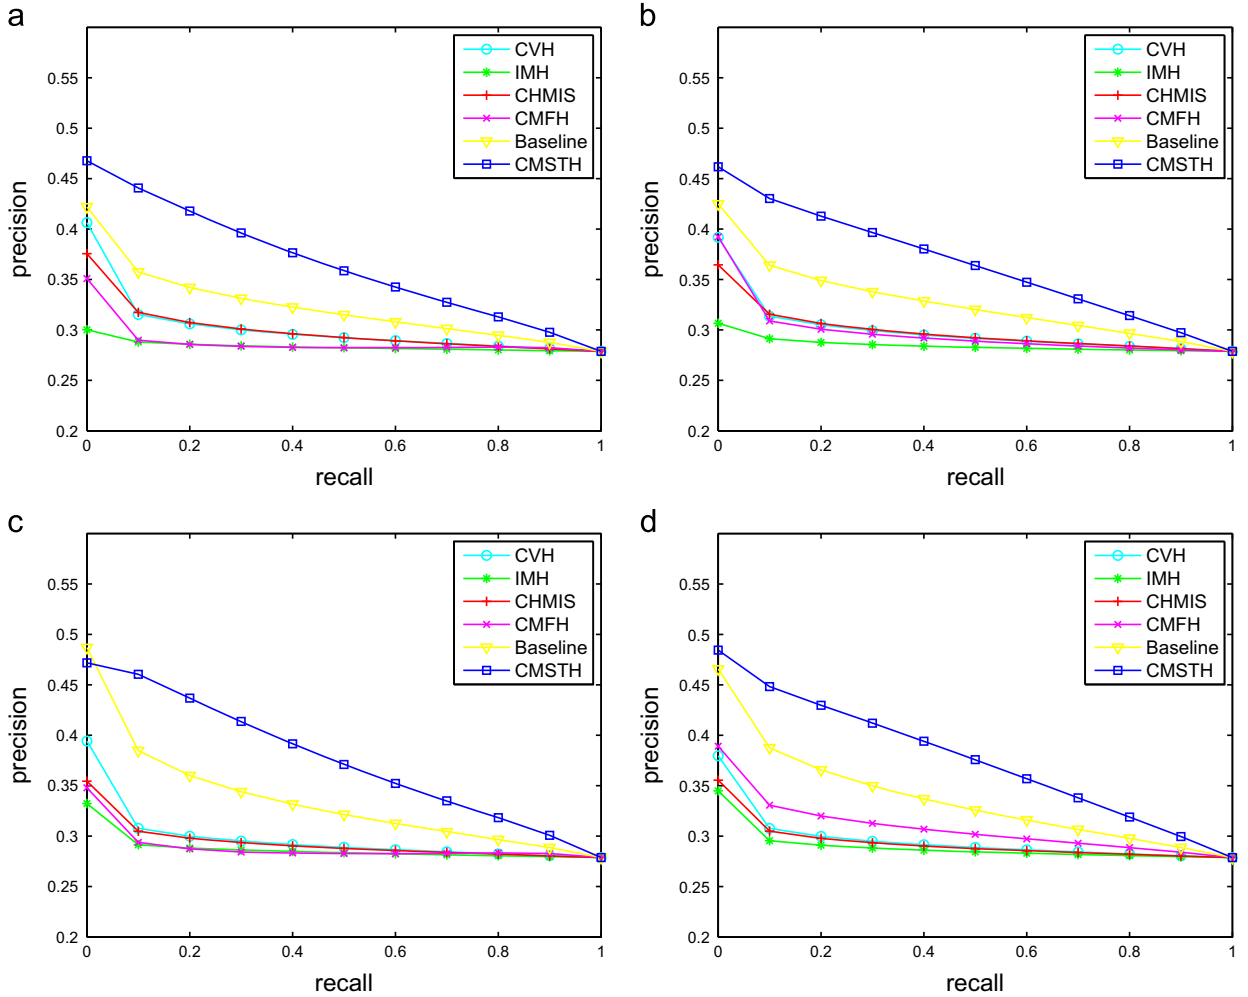 a
CVH
IMH
CHMIS
CMFH
Baseline
CMSTH
0.55
0.5
0.45
0.4
0.35
0.3
0.25
0.2
0 0.2 0.4 0.6 0.8 1
precision
recall
b
CVH
IMH
CHMIS
CMFH
Baseline
CMSTH
0.55
0.5
0.45
0.4
0.35
0.3
0.25
0.2
0 0.2 0.4 0.6 0.8 1
precision
recall
c
CVH
IMH
CHMIS
CMFH
Baseline
CMSTH
0.55
0.5
0.45
0.4
0.35
0.3
0.25
0.2
0 0.2 0.4 0.6 0.8 1
precision
recall
d
CVH
IMH
CHMIS
CMFH
Baseline
CMSTH
0.55
0.5
0.45
0.4
0.35
0.3
0.25
0.2
0 0.2 0.4 0.6 0.8 1
precision
recall